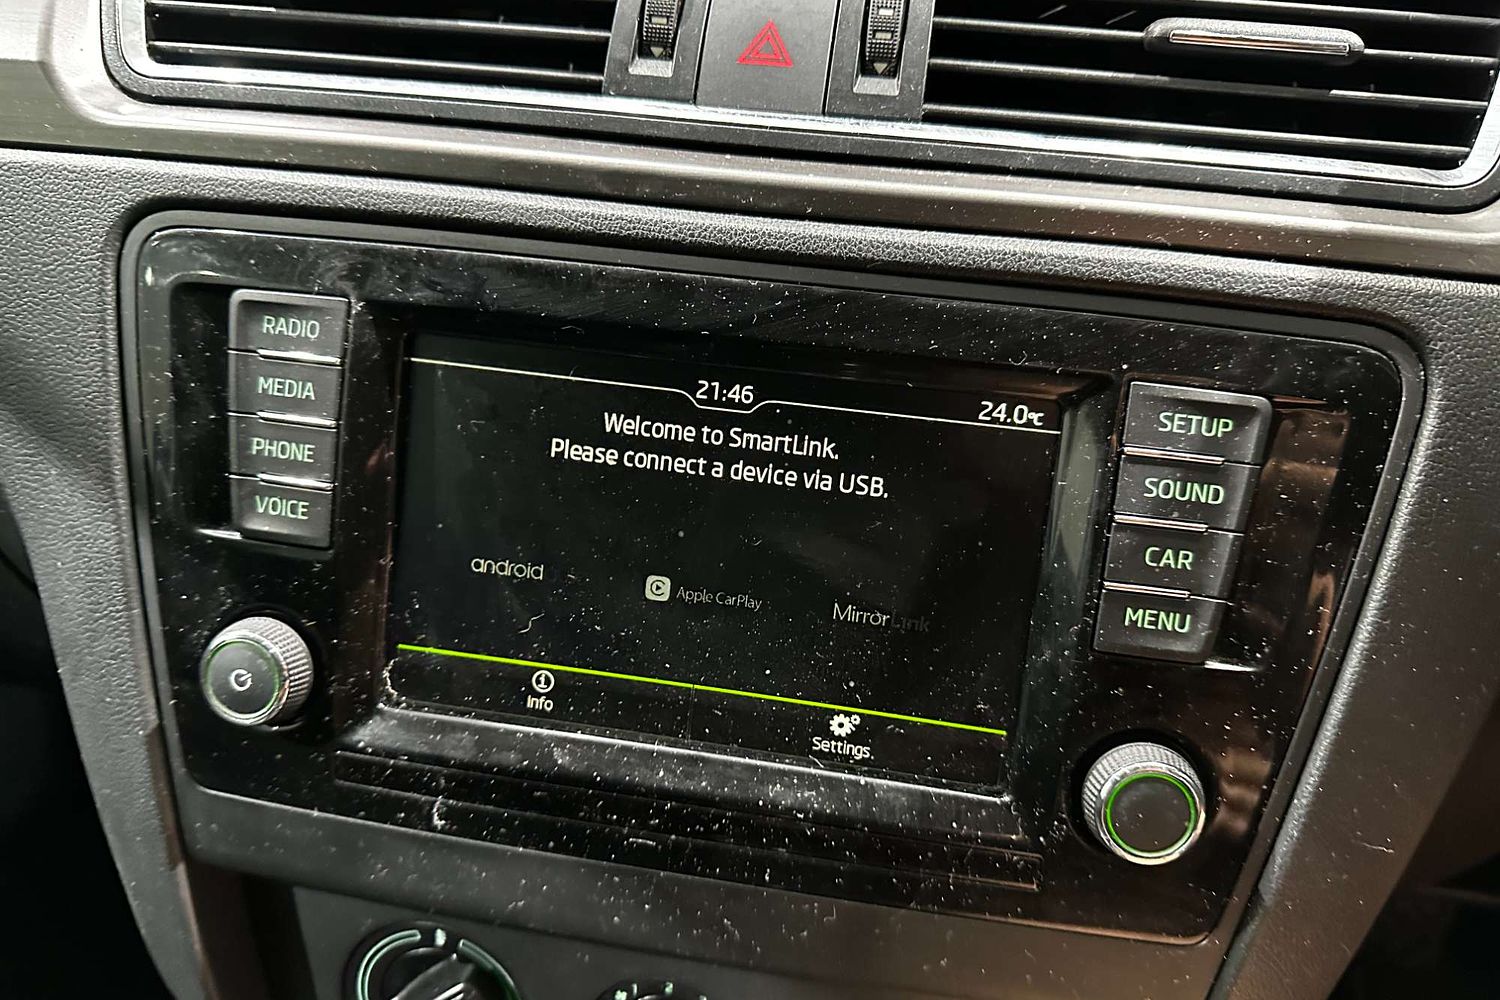 RADIO
MEDIA
PHONE
VOICE
21:46
24.0°C
Welcome to SmartLink.
Please connect a device via USB.
android
Apple CarPlay
MirrorLink
Info
Settings
SETUP
SOUND
CAR
MENU